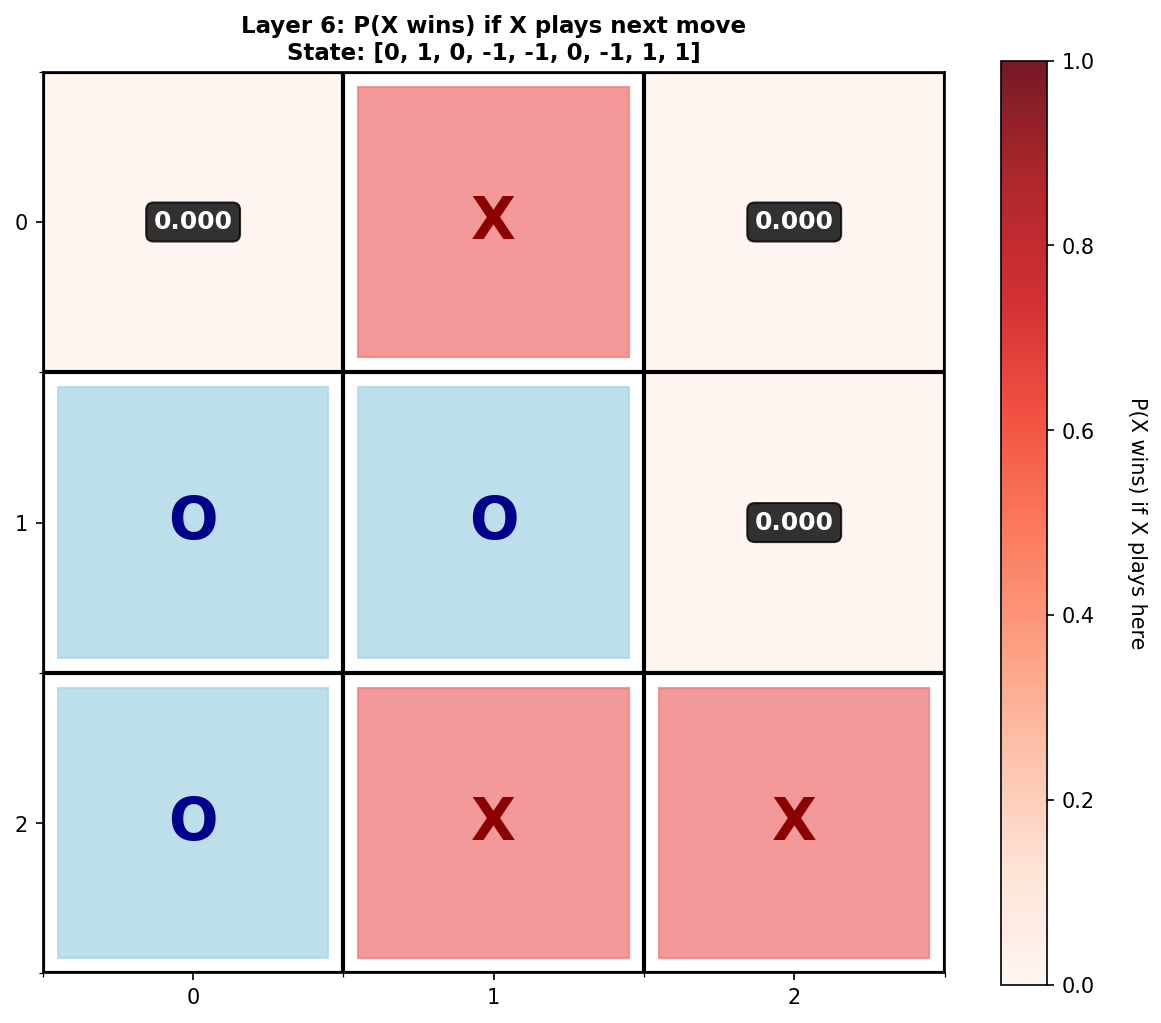 Layer 6: P(X wins) if X plays next move
State: [0, 1, 0, -1, -1, 0, -1, 1, 1]
0.000 X 0.000
O O 0.000
O X X
0
1
2
0 1 2
1.0
0.8
0.6
0.4
0.2
0.0
P(X wins) if X plays here